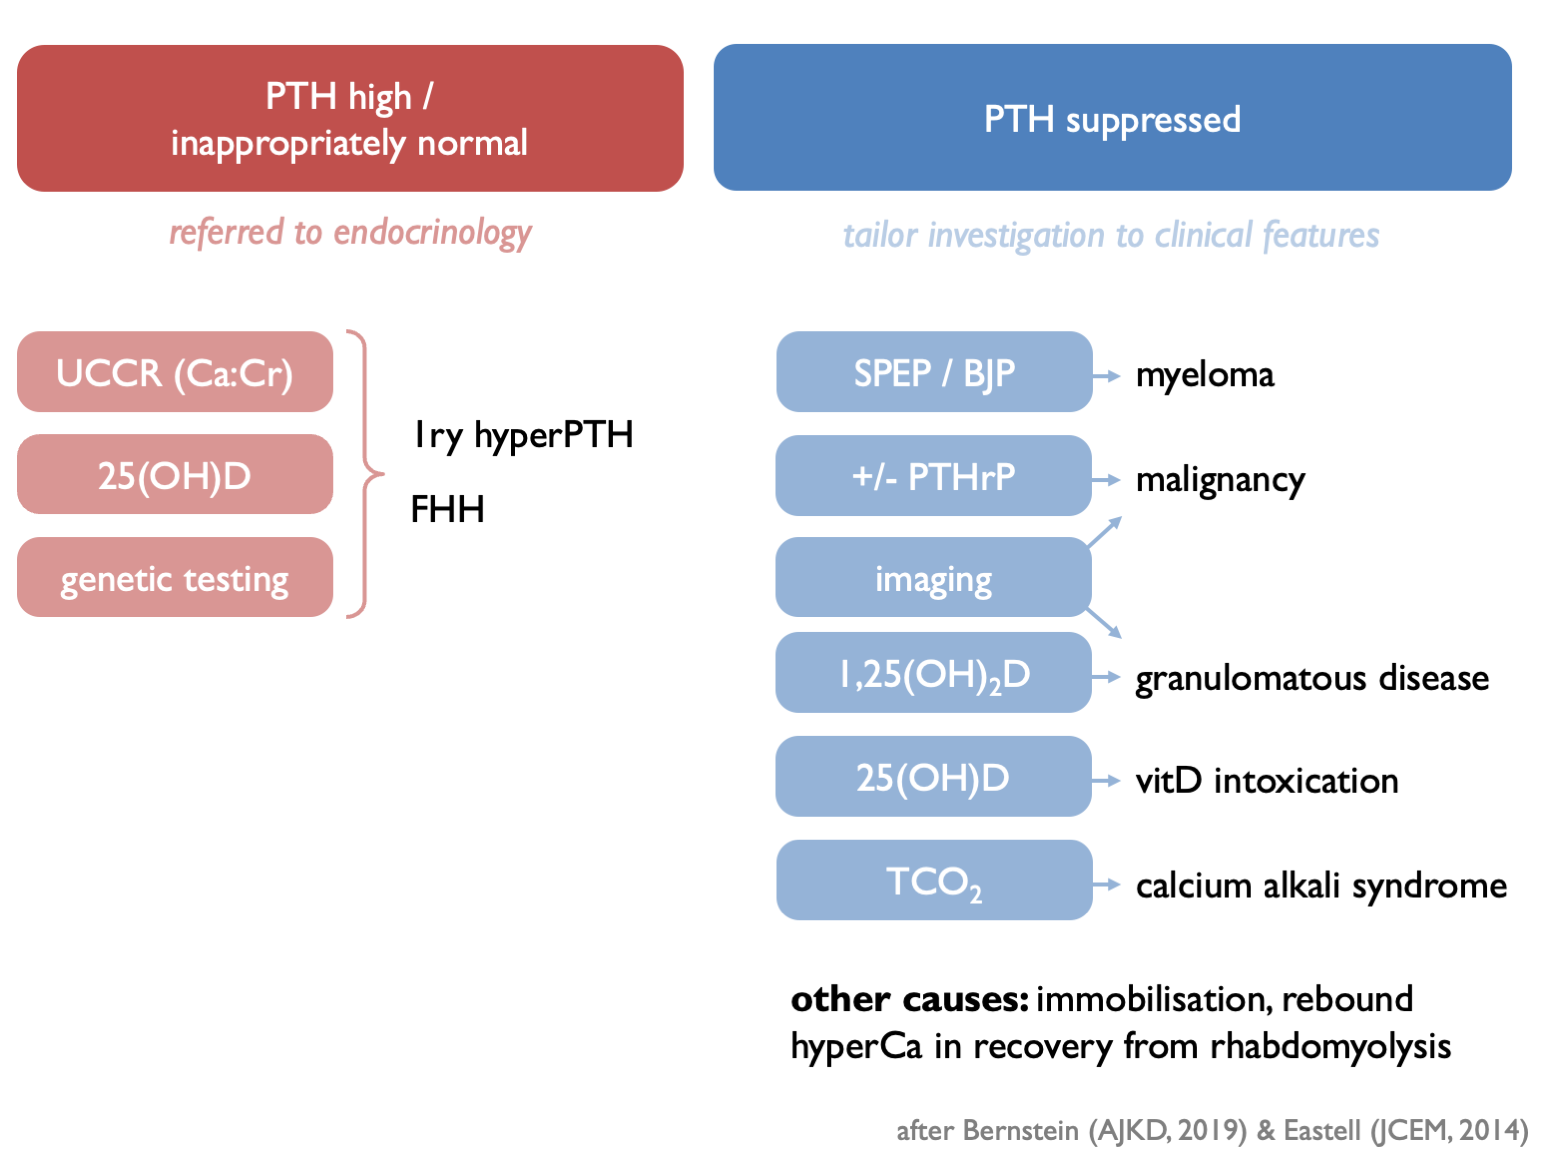 PTH high /
inappropriately normal
referred to endocrinology
UCCR (Ca:Cr)
25(OH)D
genetic testing
1ry hyperPTH
FHH
PTH suppressed
tailor investigation to clinical features
SPEP / BJP
myeloma
+/- PTHrP
malignancy
imaging
1,25(OH)₂D
granulomatous disease
25(OH)D
vitD intoxication
TCO₂
calcium alkali syndrome
other causes: immobilisation, rebound
hyperCa in recovery from rhabdomyolysis
after Bernstein (AJKD, 2019) & Eastell (JCEM, 2014)